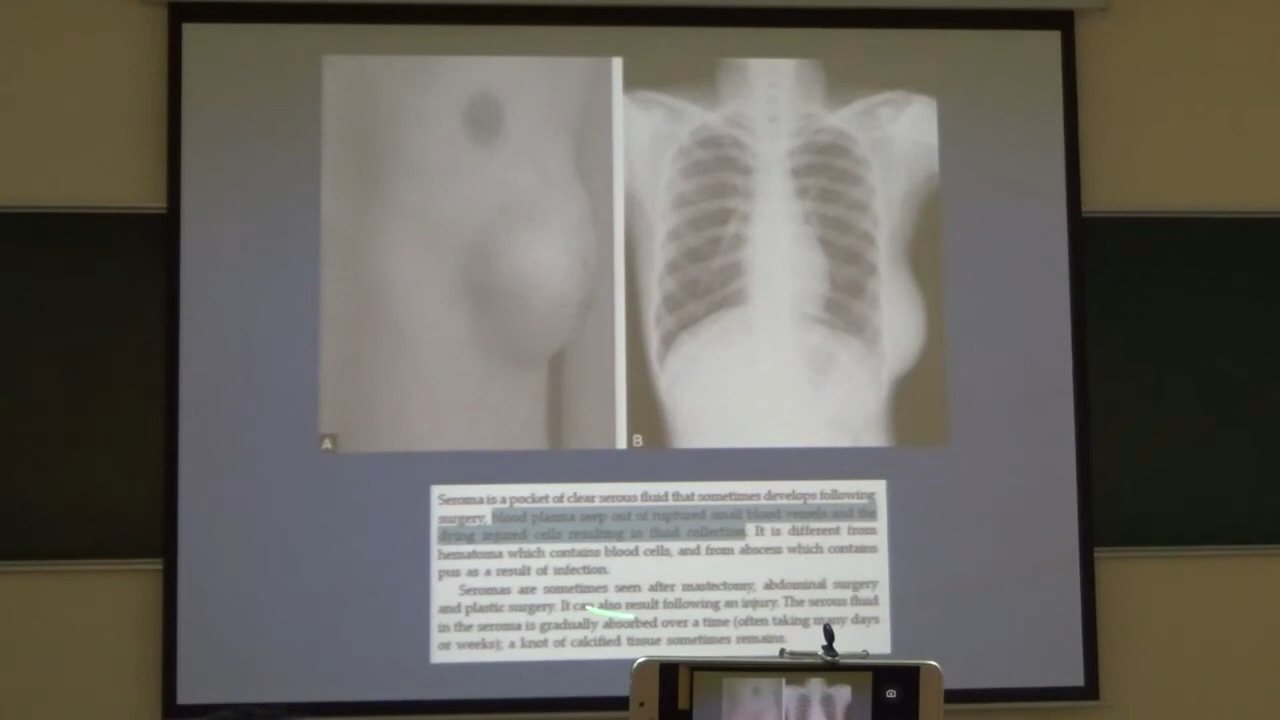 A
B
Seroma is a pocket of clear serous fluid that sometimes develops following
surgery, blood plasma seep out of ruptured small blood vessels and the
dying injured cells resulting in fluid collection. It is different from
hematoma which contains blood cells, and from abscess which contains
pus as a result of infection.
Seromas are sometimes seen after mastectomy, abdominal surgery
and plastic surgery. It can also result following an injury. The serous fluid
in the seroma is gradually absorbed over a time (often taking many days
or weeks); a knot of calcified tissue sometimes remains.